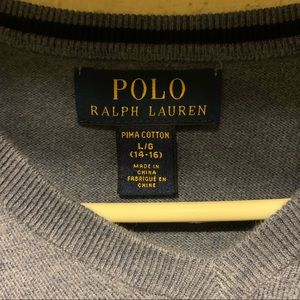 POLO
RALPH LAUREN
PIMA COTTON
L/G
(14-16)
MADE IN
CHINA
FABRIQUÉ EN
CHINE